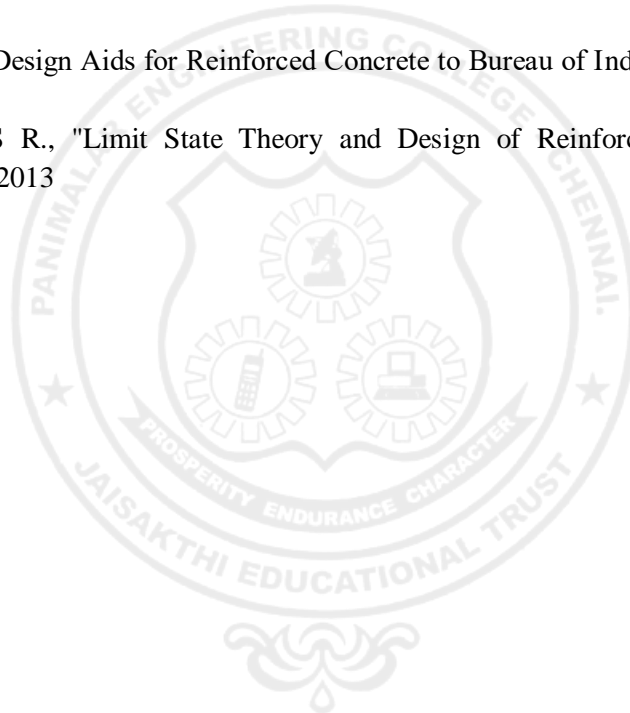 Design Aids for Reinforced Concrete to Bureau of Ind
R., "Limit State Theory and Design of Reinforc
2013
PANIMALAR ENGINEERING COLLEGE CHENNAI.
PROSPERITY ENDURANCE CHARACTER
JAISAKTHI EDUCATIONAL TRUST